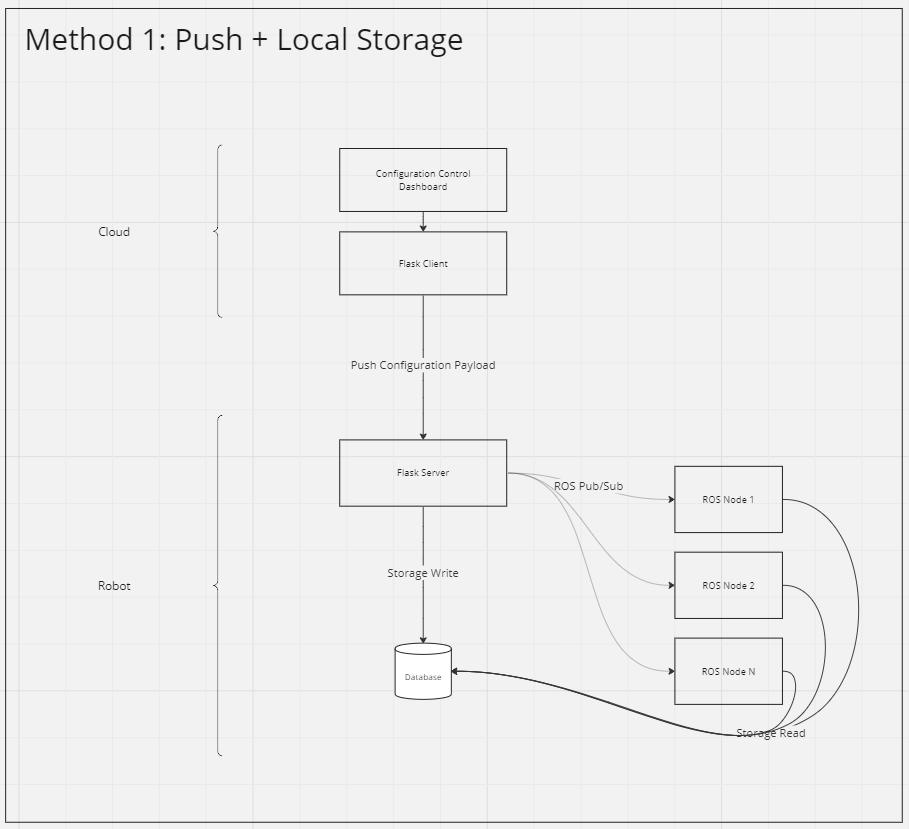 Method 1: Push + Local Storage
Configuration Control
Dashboard
Cloud
Flask Client
Push Configuration Payload
Flask Server
ROS Pub/Sub
ROS Node 1
Storage Write
Robot
ROS Node 2
Database
ROS Node N
Storage Read